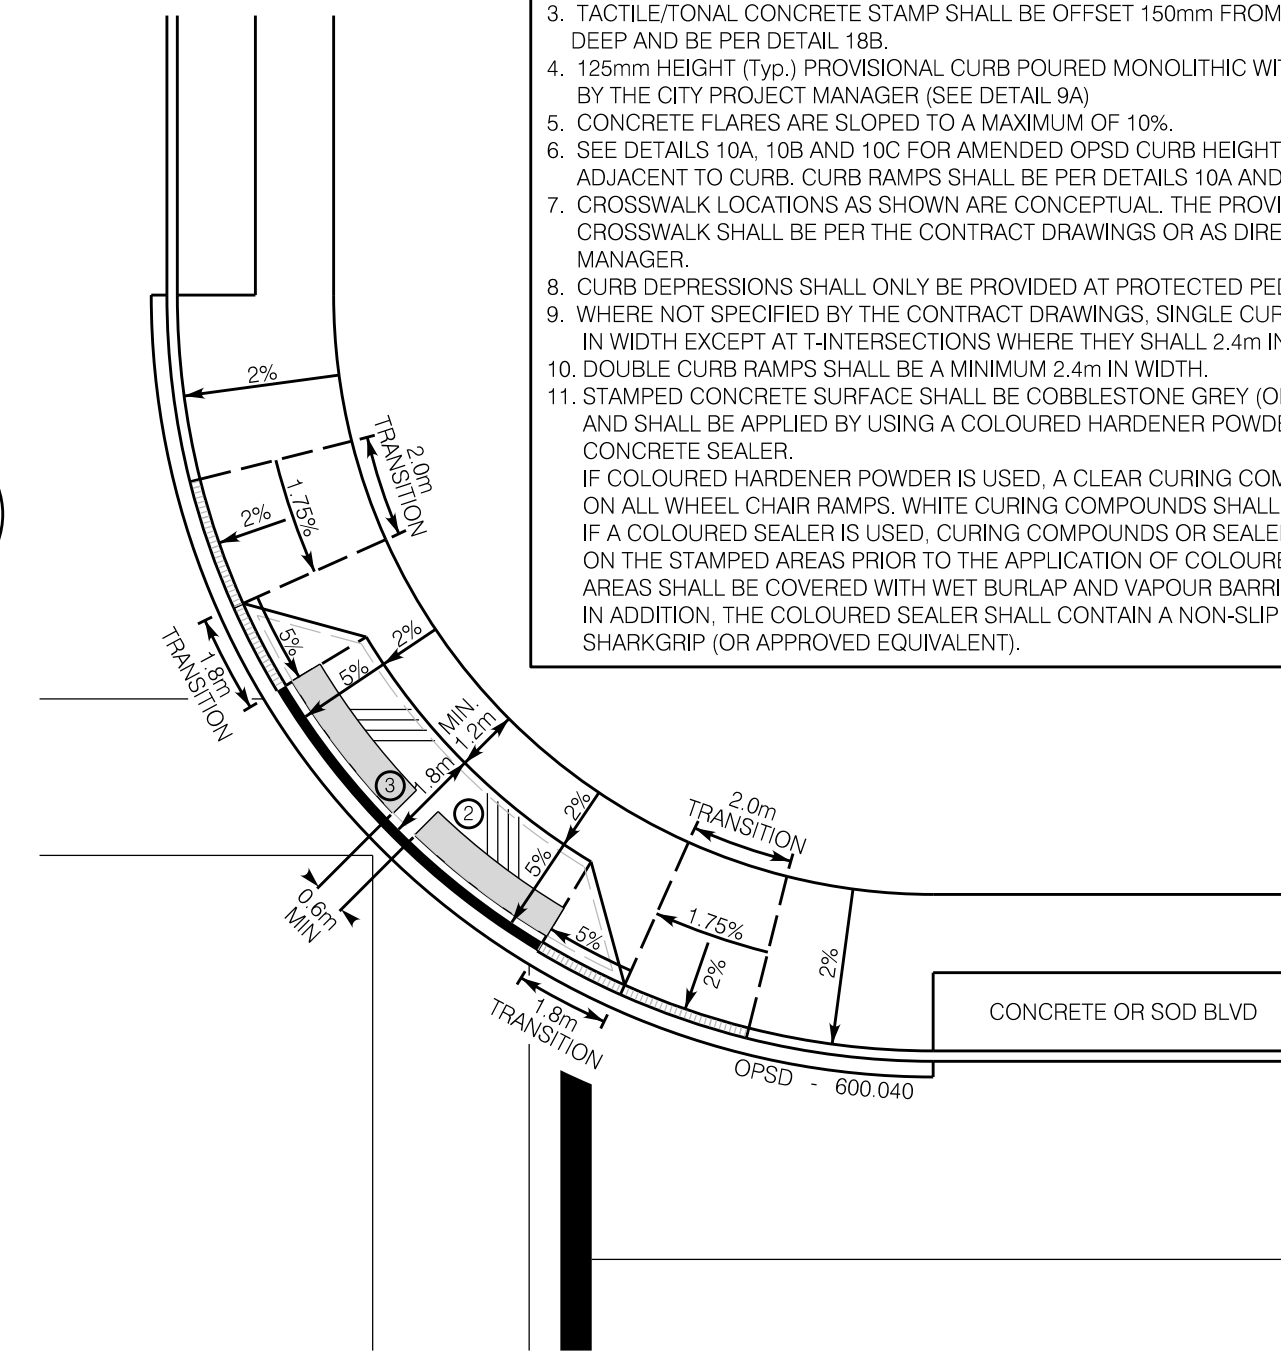 3. TACTILE/TONAL CONCRETE STAMP SHALL BE OFFSET 150mm FROM
DEEP AND BE PER DETAIL 18B.
4. 125mm HEIGHT (Typ.) PROVISIONAL CURB POURED MONOLITHIC WI
BY THE CITY PROJECT MANAGER (SEE DETAIL 9A)
5. CONCRETE FLARES ARE SLOPED TO A MAXIMUM OF 10%.
6. SEE DETAILS 10A, 10B AND 10C FOR AMENDED OPSD CURB HEIGHT
ADJACENT TO CURB. CURB RAMPS SHALL BE PER DETAILS 10A AND
7. CROSSWALK LOCATIONS AS SHOWN ARE CONCEPTUAL. THE PROVI
CROSSWALK SHALL BE PER THE CONTRACT DRAWINGS OR AS DIRE
MANAGER.
8. CURB DEPRESSIONS SHALL ONLY BE PROVIDED AT PROTECTED PE
9. WHERE NOT SPECIFIED BY THE CONTRACT DRAWINGS, SINGLE CUR
IN WIDTH EXCEPT AT T-INTERSECTIONS WHERE THEY SHALL 2.4m IN
10. DOUBLE CURB RAMPS SHALL BE A MINIMUM 2.4m IN WIDTH.
11. STAMPED CONCRETE SURFACE SHALL BE COBBLESTONE GREY (O
AND SHALL BE APPLIED BY USING A COLOURED HARDENER POWDE
CONCRETE SEALER.
IF COLOURED HARDENER POWDER IS USED, A CLEAR CURING COM
ON ALL WHEEL CHAIR RAMPS. WHITE CURING COMPOUNDS SHALL
IF A COLOURED SEALER IS USED, CURING COMPOUNDS OR SEALE
ON THE STAMPED AREAS PRIOR TO THE APPLICATION OF COLOURE
AREAS SHALL BE COVERED WITH WET BURLAP AND VAPOUR BARRI
IN ADDITION, THE COLOURED SEALER SHALL CONTAIN A NON-SLIP
SHARKGRIP (OR APPROVED EQUIVALENT).
2%
2.0m
TRANSITION
1.75%
2%
1.8m
TRANSITION
5%
2%
5%
MIN.
1.2m
1.8m
3
2
2%
5%
5%
0.6m
MIN
2.0m
TRANSITION
1.75%
2%
2%
1.8m
TRANSITION
CONCRETE OR SOD BLVD
OPSD - 600.040